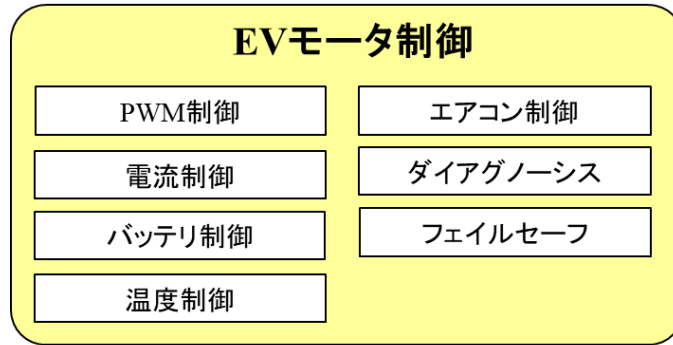 EVモータ制御
PWM制御
電流制御
バッテリ制御
温度制御
エアコン制御
ダイアグノーシス
フェイルセーフ